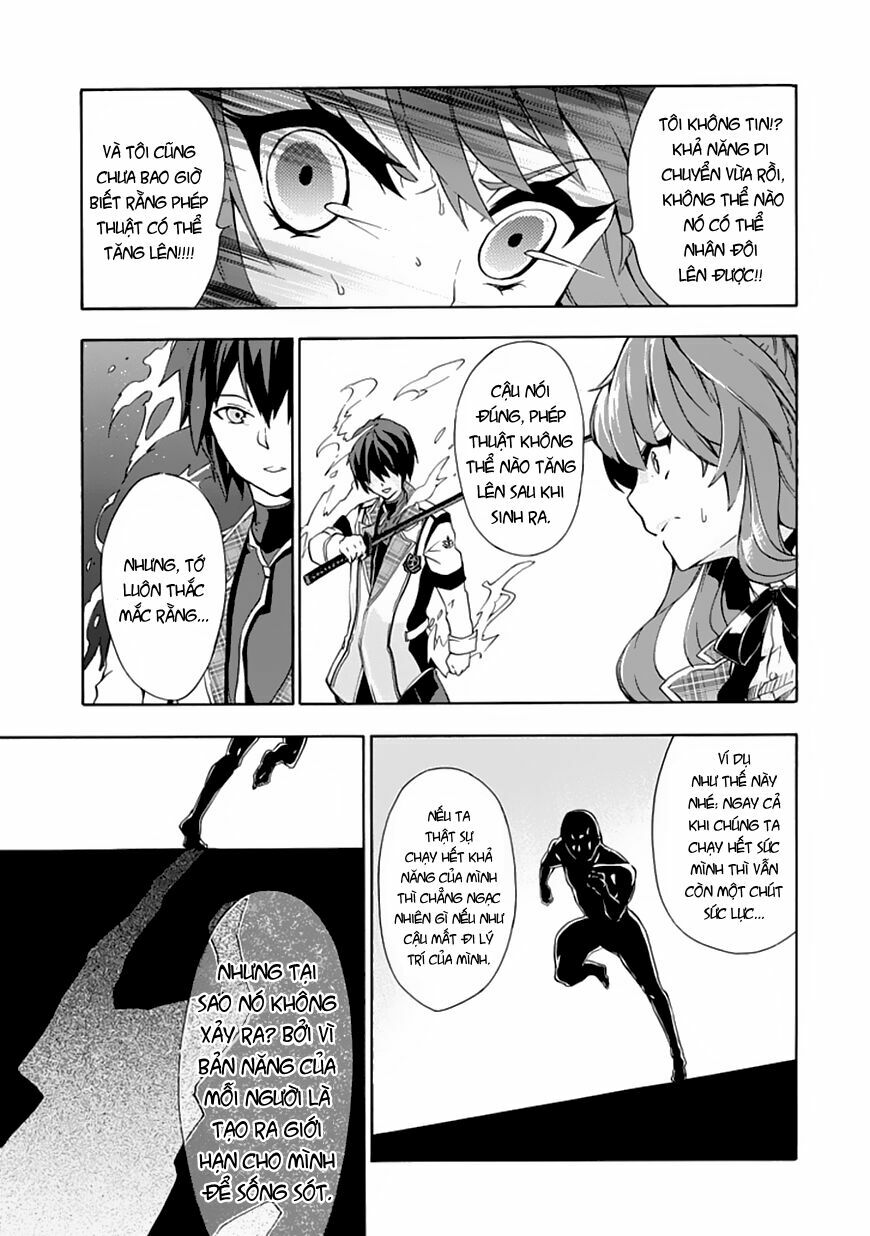 TÔI KHÔNG TIN!?
KHẢ NĂNG DI
CHUYỂN VỪA RỒI,
KHÔNG THỂ NÀO
NÓ CÓ THỂ
NHÂN ĐÔI
LÊN ĐƯỢC!!
VÀ TÔI CŨNG
CHƯA BAO GIỜ
BIẾT RẰNG PHÉP
THUẬT CÓ THỂ
TĂNG LÊN!!!!
CẬU NÓI
ĐÚNG, PHÉP
THUẬT KHÔNG
THỂ NÀO TĂNG
LÊN SAU KHI
SINH RA.
NHƯNG, TỚ
LUÔN THẮC
MẮC RẰNG...
VÍ DỤ
NHƯ THẾ NÀY
NHÉ; NGAY CẢ
KHI CHÚNG TA
CHẠY HẾT SỨC
MÌNH THÌ VẪN
CÒN MỘT CHÚT
SỨC LỰC...
NẾU TA
THẬT SỰ
CHẠY HẾT KHẢ
NĂNG CỦA MÌNH
THÌ CHẲNG NGẠC
NHIÊN GÌ NẾU NHƯ
CẬU MẤT ĐI LÝ
TRÍ CỦA MÌNH.
NHƯNG TẠI
SAO NÓ KHÔNG
XẢY RA? BỞI VÌ
BẢN NĂNG CỦA
MỖI NGƯỜI LÀ
TẠO RA GIỚI
HẠN CHO MÌNH
ĐỂ SỐNG SÓT.